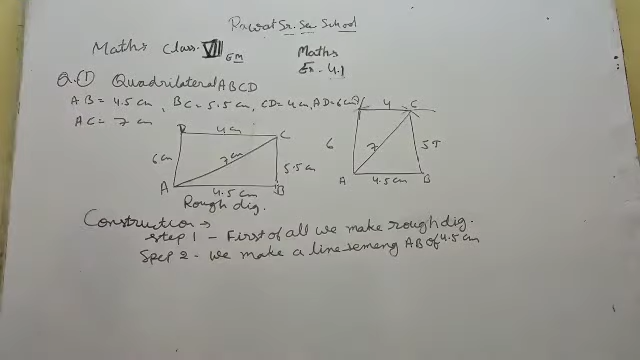 Rawat Sr. Sec School
Maths Class. VIII Em
Maths
Ex. 4.1
Q.① Quadrilateral ABCD
AB = 4.5 cm, BC = 5.5 cm, CD = 4 cm, AD = 6 cm
AC = 7 cm
4 cm
C
6 cm
7 cm
5.5 cm
A
4.5 cm
B
Rough dig.
4
C
6
7
5.5
A
4.5 cm
B
Construction →
Step 1 - First of all we make rough dig.
Step 2 - we make a line AB of 4.5 cm